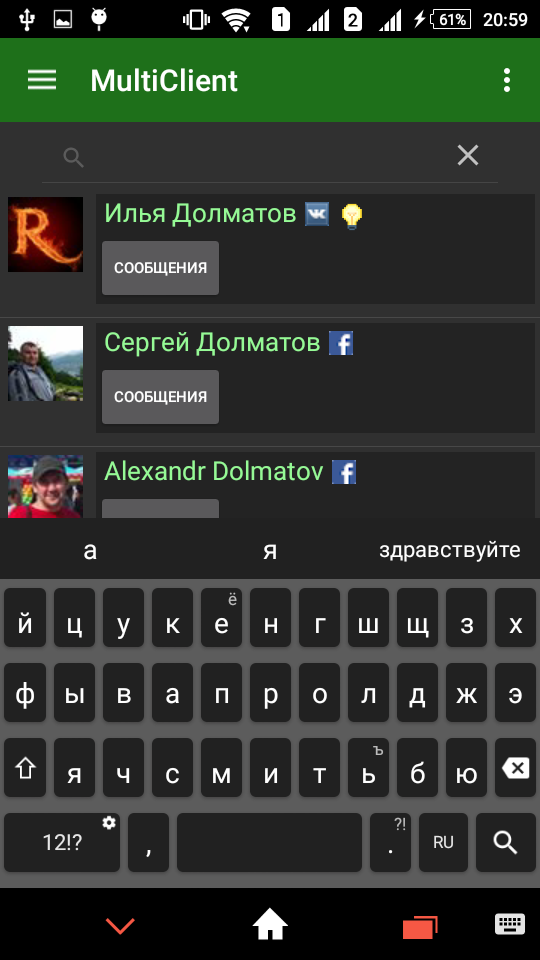 1 2 61% 20:59
MultiClient
Илья Долматов
СООБЩЕНИЯ
Сергей Долматов
СООБЩЕНИЯ
Alexandr Dolmatov
а я здравствуйте
й ц у к е ё н г ш щ з х
ф ы в а п р о л д ж э
я ч с м и т ь ъ б ю
12!? , . ?! RU